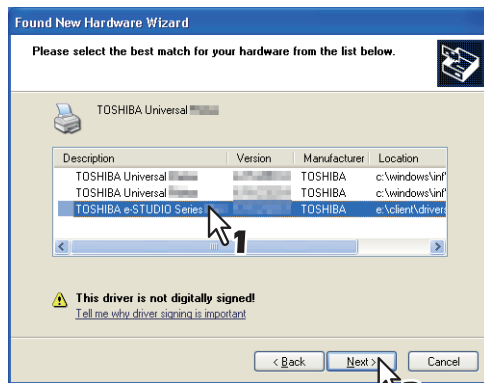 Found New Hardware Wizard
Please select the best match for your hardware from the list below.
TOSHIBA Universal
Description Version Manufacturer Location
TOSHIBA Universal TOSHIBA c:\windows\inf\
TOSHIBA Universal TOSHIBA c:\windows\inf\
TOSHIBA e-STUDIO Series TOSHIBA e:\client\drivers
1
This driver is not digitally signed!
Tell me why driver signing is important
< Back Next > Cancel